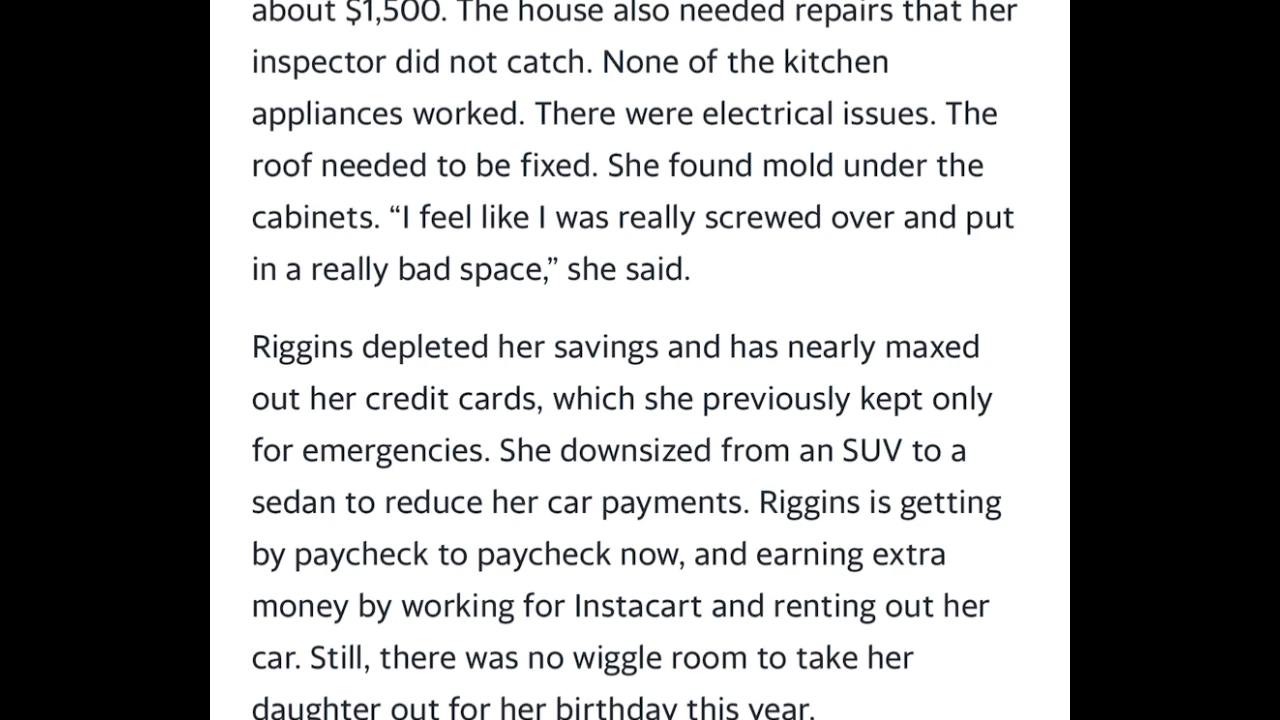 about $1,500. The house also needed repairs that her
inspector did not catch. None of the kitchen
appliances worked. There were electrical issues. The
roof needed to be fixed. She found mold under the
cabinets. “I feel like I was really screwed over and put
in a really bad space,” she said.
Riggins depleted her savings and has nearly maxed
out her credit cards, which she previously kept only
for emergencies. She downsized from an SUV to a
sedan to reduce her car payments. Riggins is getting
by paycheck to paycheck now, and earning extra
money by working for Instacart and renting out her
car. Still, there was no wiggle room to take her
daughter out for her birthday this year.